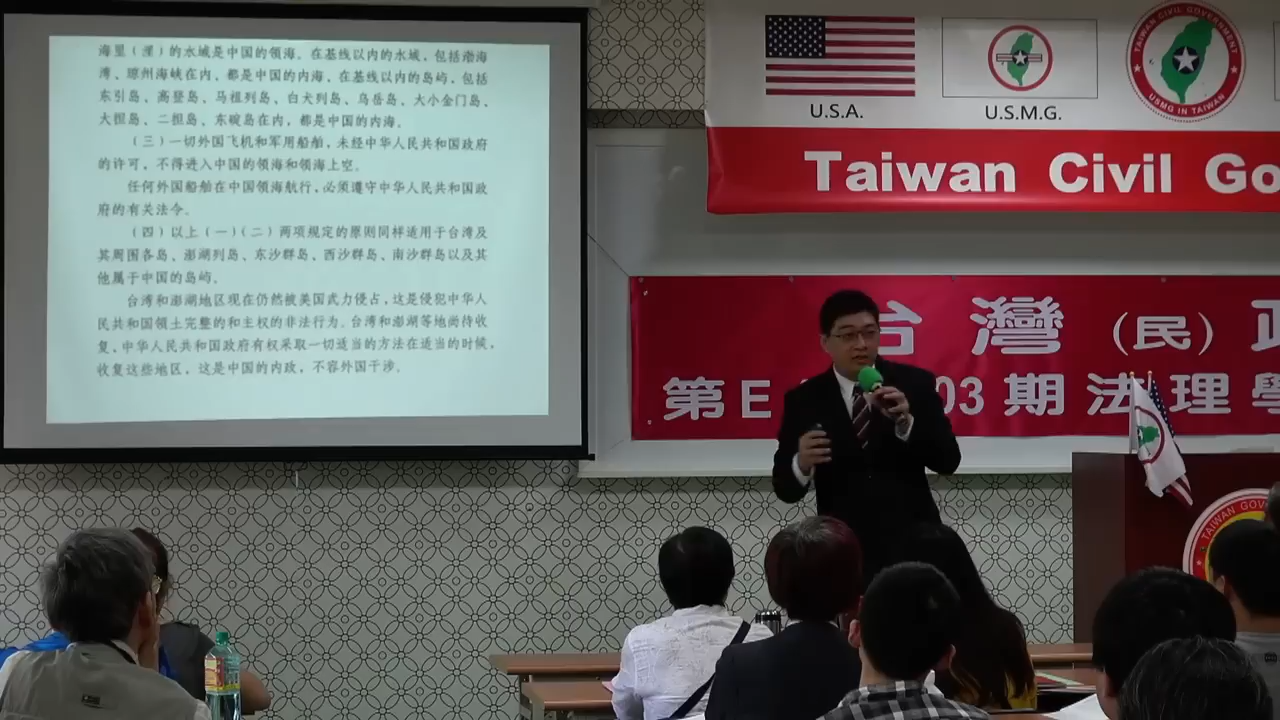 海里(浬)的水域是中国的领海。在基线以内的水域,包括渤海
湾、琼州海峡在内,都是中国的内海。在基线以内的岛屿,包括
东引岛、高登岛、马祖列岛、白犬列岛、乌岳岛、大小金门岛、
大担岛、二担岛、东碇岛在内,都是中国的内海。
(三)一切外国飞机和军用船舶,未经中华人民共和国政府
的许可,不得进入中国的领海和领海上空。
任何外国船舶在中国领海航行,必须遵守中华人民共和国政
府的有关法令。
(四)以上(一)(二)两项规定的原则同样适用于台湾及
其周围各岛、澎湖列岛、东沙群岛、西沙群岛、南沙群岛以及其
他属于中国的岛屿。
台湾和澎湖地区现在仍然被美国武力侵占,这是侵犯中华人
民共和国领土完整的和主权的非法行为。台湾和澎湖等地尚待收
复,中华人民共和国政府有权采取一切适当的方法在适当的时候,
收复这些地区,这是中国的内政,不容外国干涉。
U.S.A.
U.S.M.G.
TAIWAN CIVIL GOVERNMENT
USMG IN TAIWAN
Taiwan Civil Go
台灣(民)政
第E 03期法理學
TAIWAN GOV